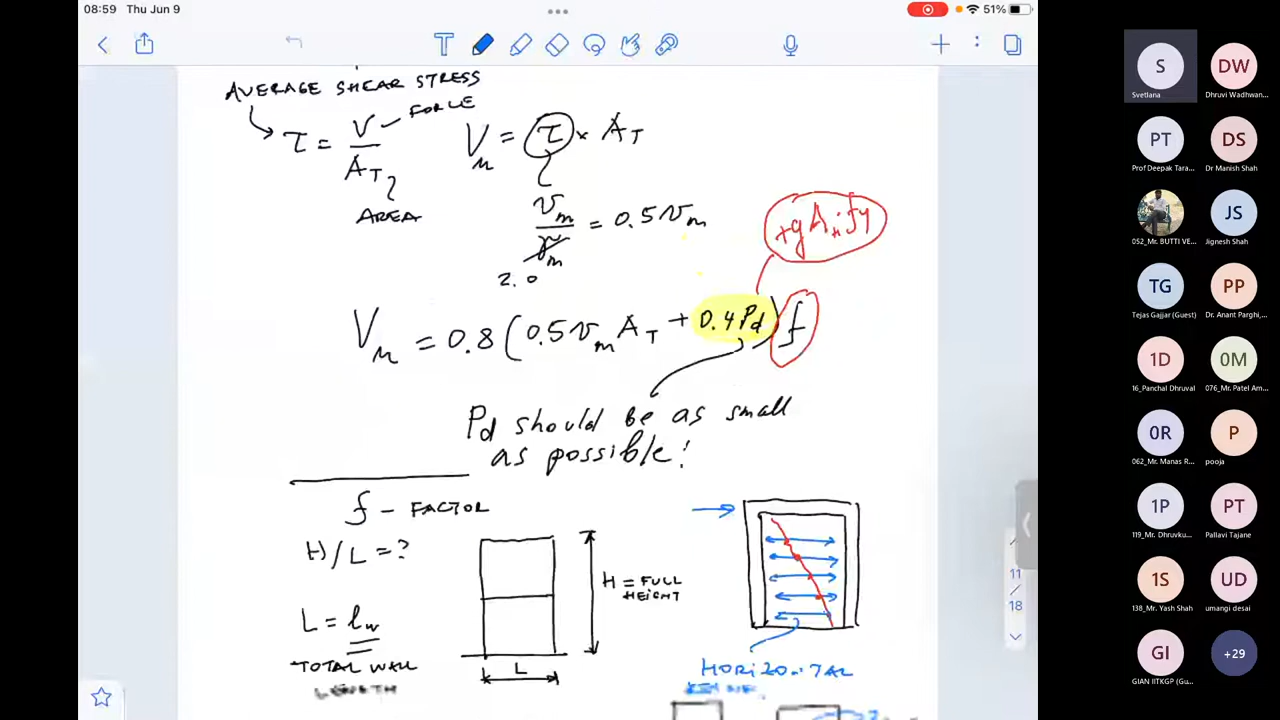 08:59 Thu Jun 9
51%
AVERAGE SHEAR STRESS
τ = V / A_T
FORCE
AREA
V_m = τ × A_T
v_m / γ_m = 0.5 v_m
2.0
+ g A_h fy
V_m = 0.8 (0.5 v_m A_T + 0.4 Pd) f
Pd should be as small
as possible!
f - FACTOR
H/L = ?
L = l_w
TOTAL WALL
LENGTH
H = FULL
HEIGHT
L
HORIZONTAL
11
/
18
S
Svetlana
DW
Dhruvi Wadhwan...
PT
Prof Deepak Tara...
DS
Dr Manish Shah
052_Mr. BUTTI VE...
JS
Jignesh Shah
TG
Tejas Gajjar (Guest)
PP
Dr. Anant Parghi,...
1D
16_Panchal Dhruval
0M
076_Mr. Patel Am...
0R
062_Mr. Manas R...
P
pooja
1P
119_Mr. Dhruvku...
PT
Pallavi Tajane
1S
138_Mr. Yash Shah
UD
umangi desai
GI
GIAN IITKGP (Gu...
+29